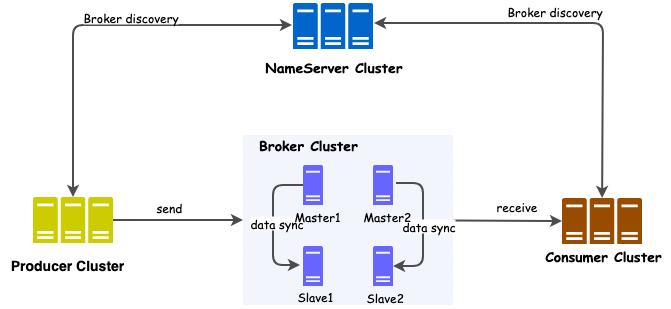 Broker discovery
Broker discovery
NameServer Cluster
Broker Cluster
send
Master1
Master2
receive
data sync
data sync
Producer Cluster
Consumer Cluster
Slave1
Slave2